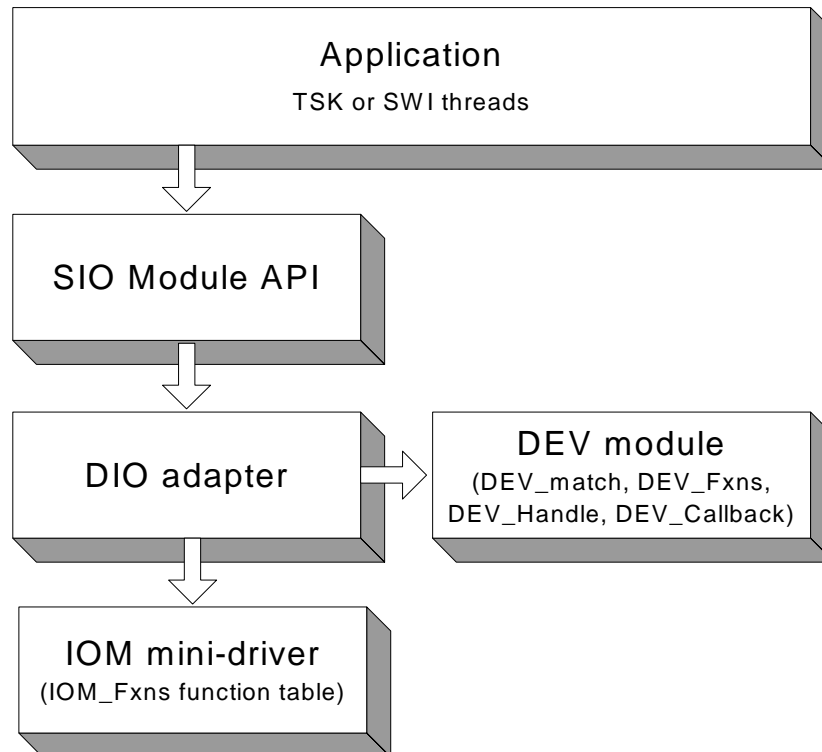 Application
TSK or SWI threads
SIO Module API
DIO adapter
DEV module
(DEV_match, DEV_Fxns,
DEV_Handle, DEV_Callback)
IOM mini-driver
(IOM_Fxns function table)